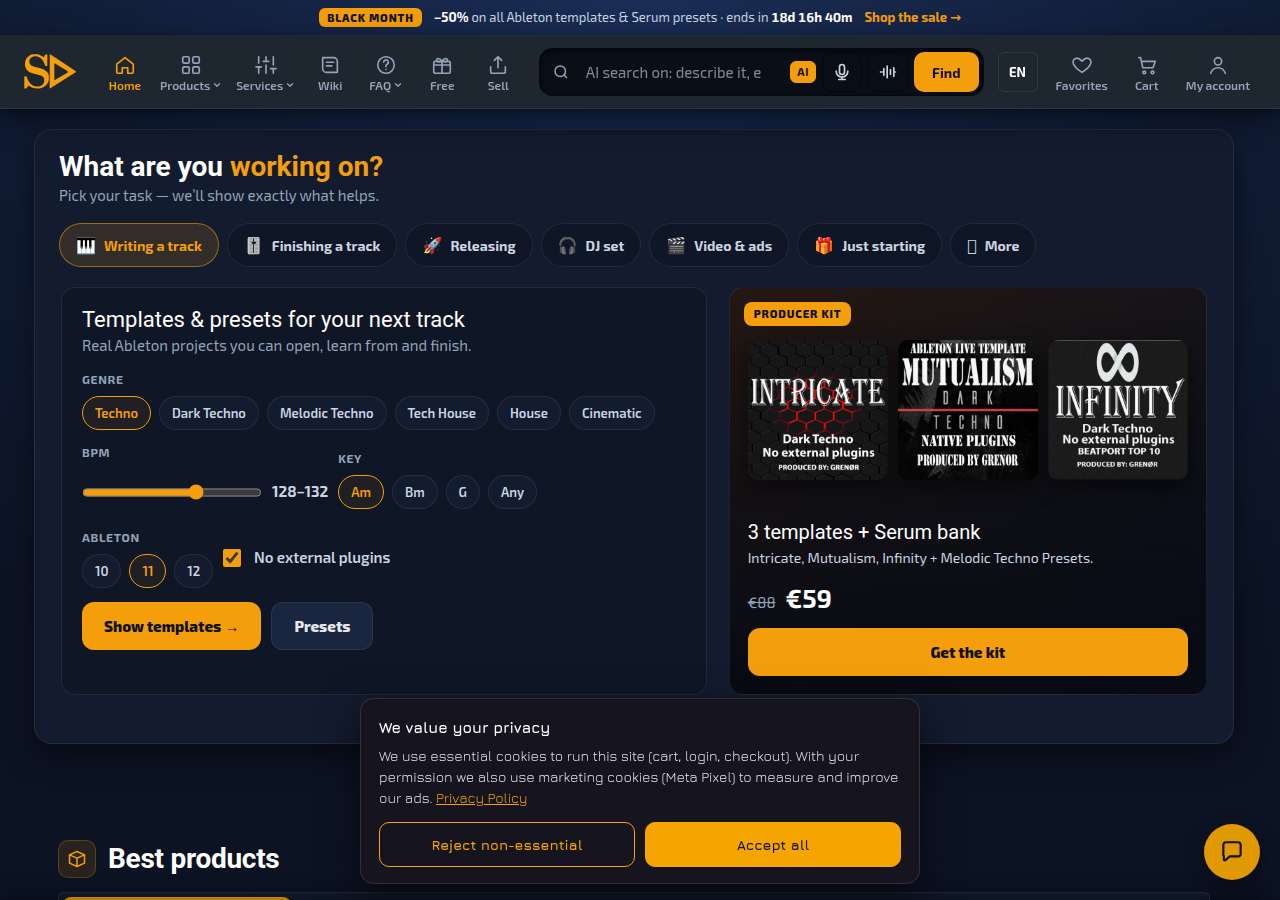 BLACK MONTH −50% on all Ableton templates & Serum presets · ends in 18d 16h 40m Shop the sale →
Home Products Services Wiki FAQ Free Sell
AI search on: describe it, e AI Find EN Favorites Cart My account
What are you working on?
Pick your task — we'll show exactly what helps.
Writing a track Finishing a track Releasing DJ set Video & ads Just starting More
Templates & presets for your next track
Real Ableton projects you can open, learn from and finish.
GENRE
Techno Dark Techno Melodic Techno Tech House House Cinematic
BPM
128–132
KEY
Am Bm G Any
ABLETON
10 11 12
No external plugins
Show templates → Presets
PRODUCER KIT
INTRICATE
Dark Techno
No external plugins
PRODUCED BY: GRENØR
ABLETON LIVE TEMPLATE
MUTUALISM
DARK
TECHNO
NATIVE PLUGINS
PRODUCED BY GRENOR
INFINITY
Dark Techno
No external plugins
BEATPORT TOP 10
PRODUCED BY: GRENØR
3 templates + Serum bank
Intricate, Mutualism, Infinity + Melodic Techno Presets.
€88 €59
Get the kit
We value your privacy
We use essential cookies to run this site (cart, login, checkout). With your
permission we also use marketing cookies (Meta Pixel) to measure and improve
our ads. Privacy Policy
Reject non-essential Accept all
Best products